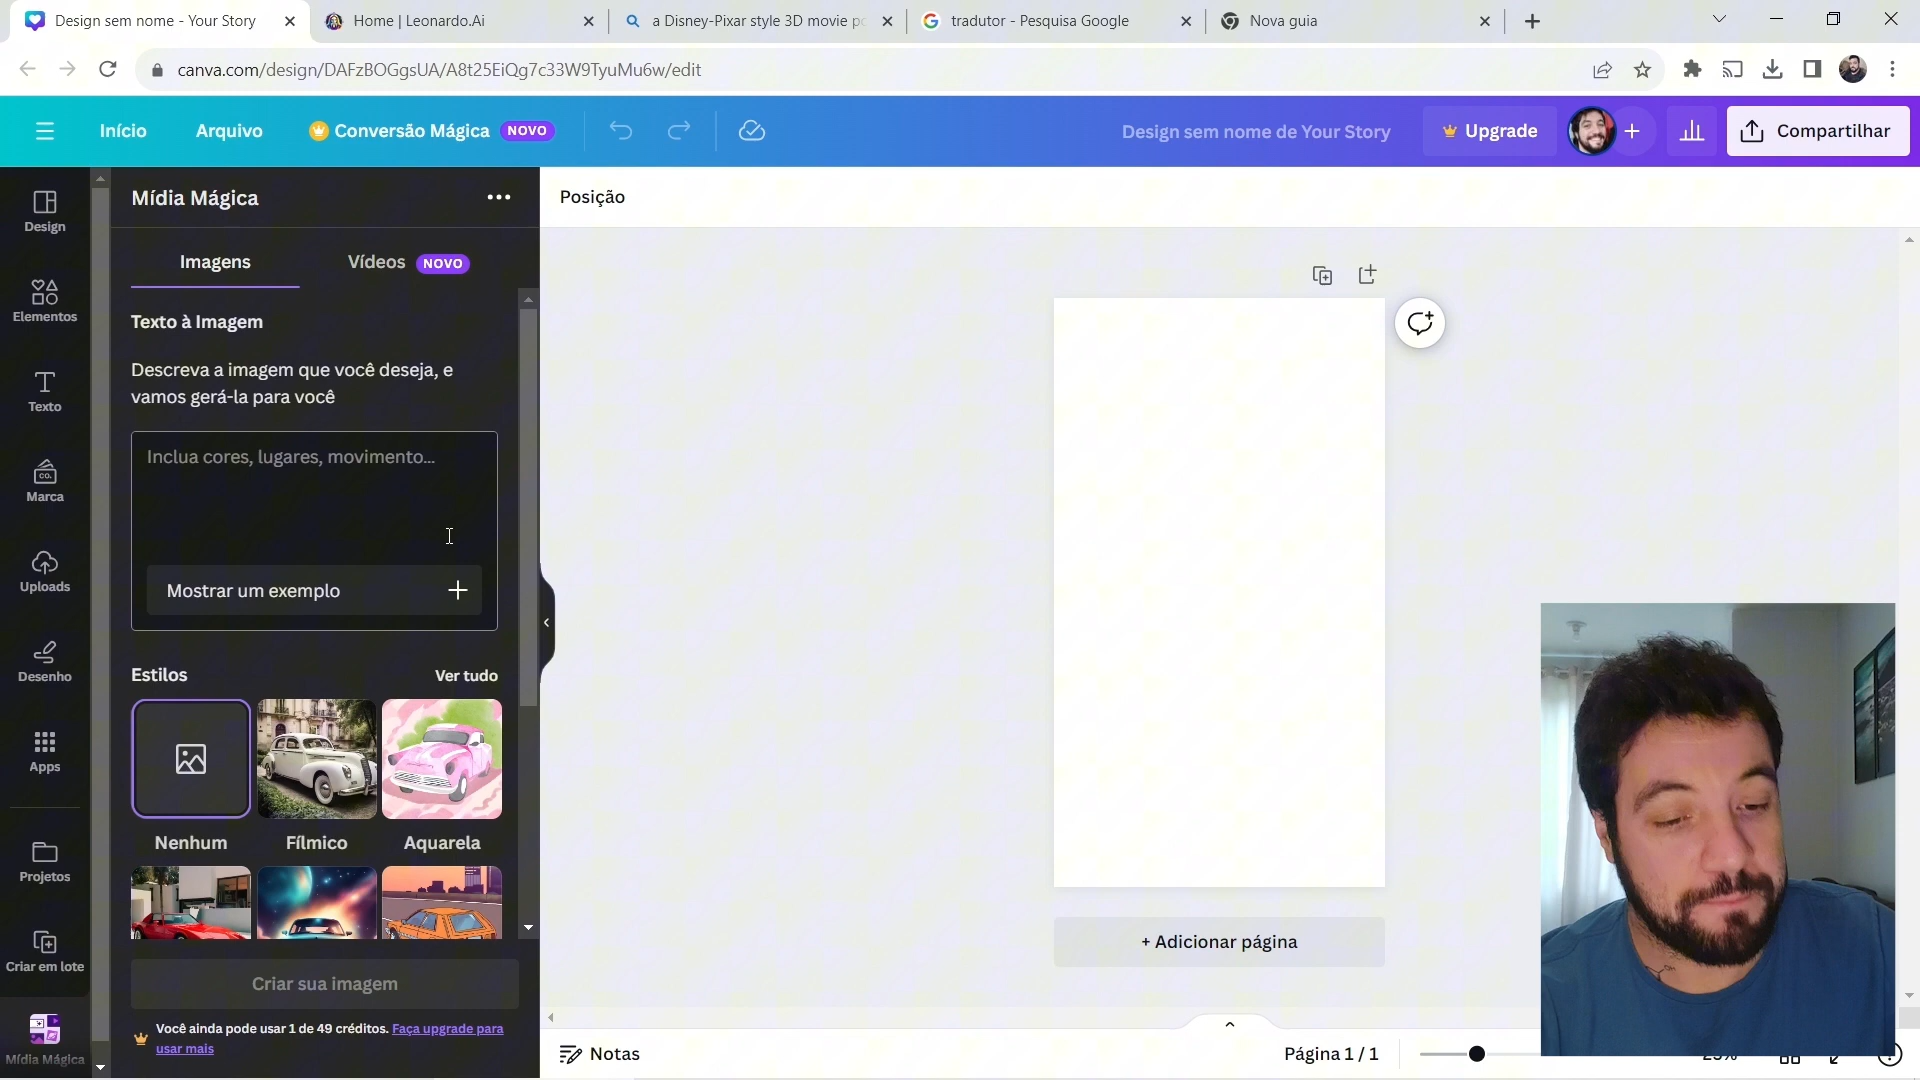 Design sem nome - Your Story
Home | Leonardo.Ai
a Disney-Pixar style 3D movie po
tradutor - Pesquisa Google
Nova guia
canva.com/design/DAFzBOGgsUA/A8t25EiQg7c33W9TyuMu6w/edit
Início
Arquivo
Conversão Mágica NOVO
Design sem nome de Your Story
Upgrade
Compartilhar
Design
Elementos
Texto
Marca
Uploads
Desenho
Apps
Projetos
Criar em lote
Mídia Mágica
Mídia Mágica
Imagens
Vídeos NOVO
Texto à Imagem
Descreva a imagem que você deseja, e
vamos gerá-la para você
Inclua cores, lugares, movimento...
Mostrar um exemplo
Estilos
Ver tudo
Nenhum
Fílmico
Aquarela
Criar sua imagem
Você ainda pode usar 1 de 49 créditos. Faça upgrade para
usar mais
Posição
+ Adicionar página
Notas
Página 1 / 1